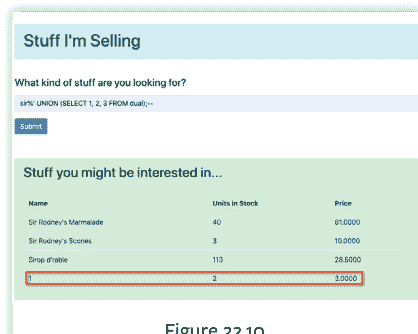 Stuff I'm Selling
What kind of stuff are you looking for?
sir%' UNION (SELECT 1, 2, 3 FROM dual);--
Submit
Stuff you might be interested in...
Name Units in Stock Price
Sir Rodney's Marmalade 40 81.0000
Sir Rodney's Scones 3 10.0000
Sirop d'rable 113 28.5000
1 2 3.0000
Figure 22.10